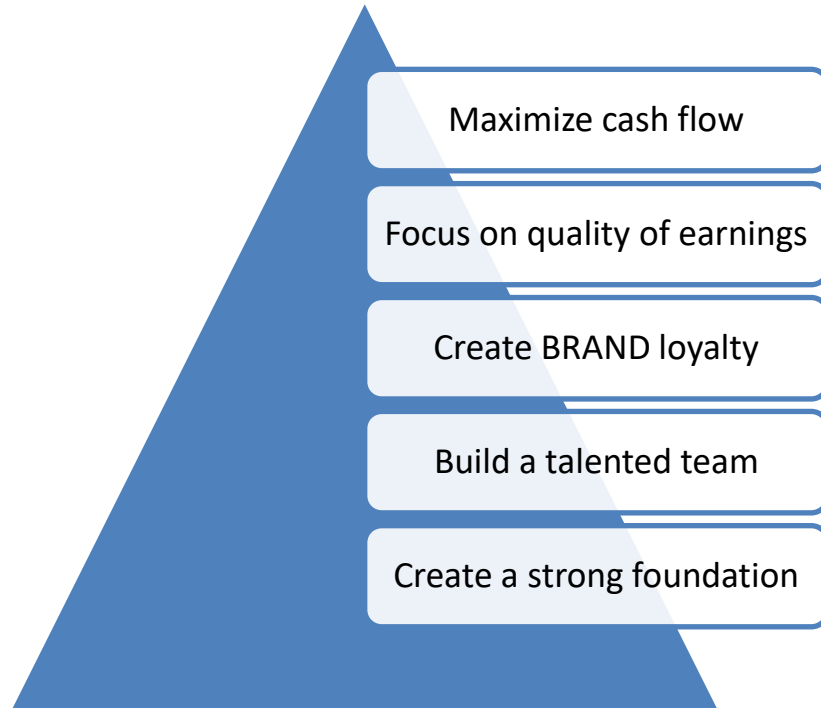 Maximize cash flow
Focus on quality of earnings
Create BRAND loyalty
Build a talented team
Create a strong foundation